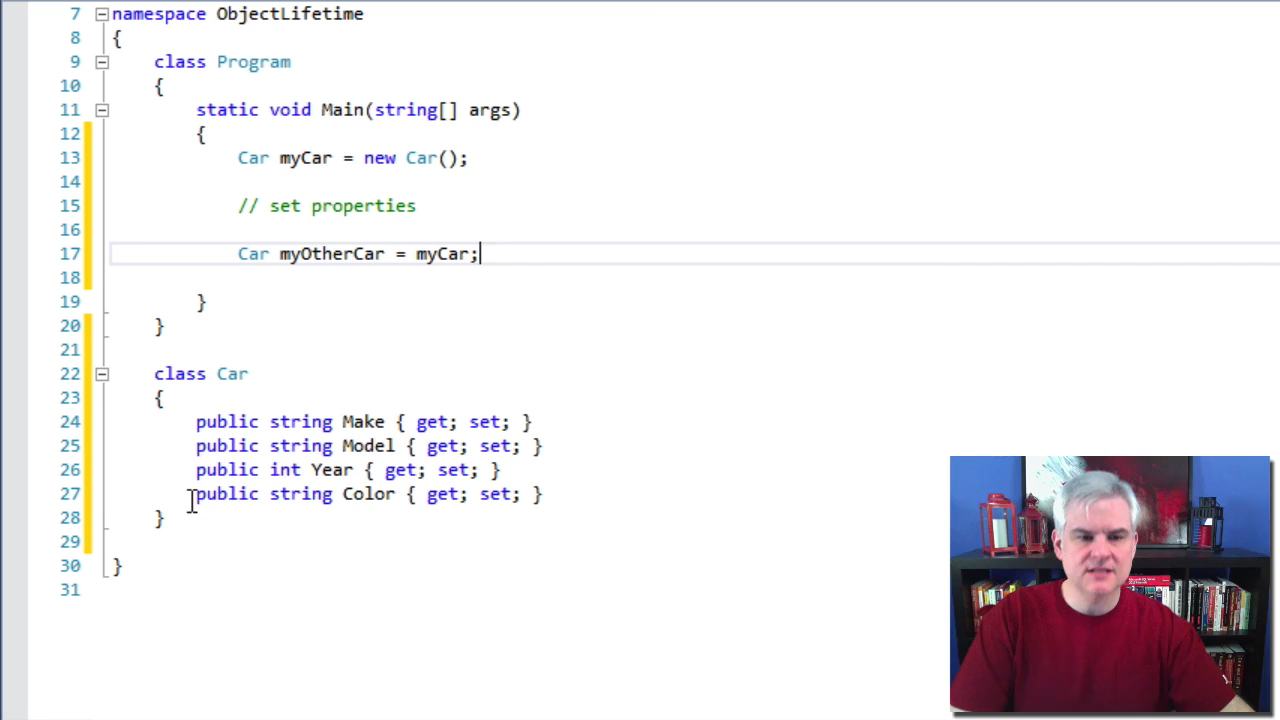 7 namespace ObjectLifetime
8 {
9 class Program
10 {
11 static void Main(string[] args)
12 {
13 Car myCar = new Car();
14
15 // set properties
16
17 Car myOtherCar = myCar;
18
19 }
20 }
21
22 class Car
23 {
24 public string Make { get; set; }
25 public string Model { get; set; }
26 public int Year { get; set; }
27 public string Color { get; set; }
28 }
29
30 }
31